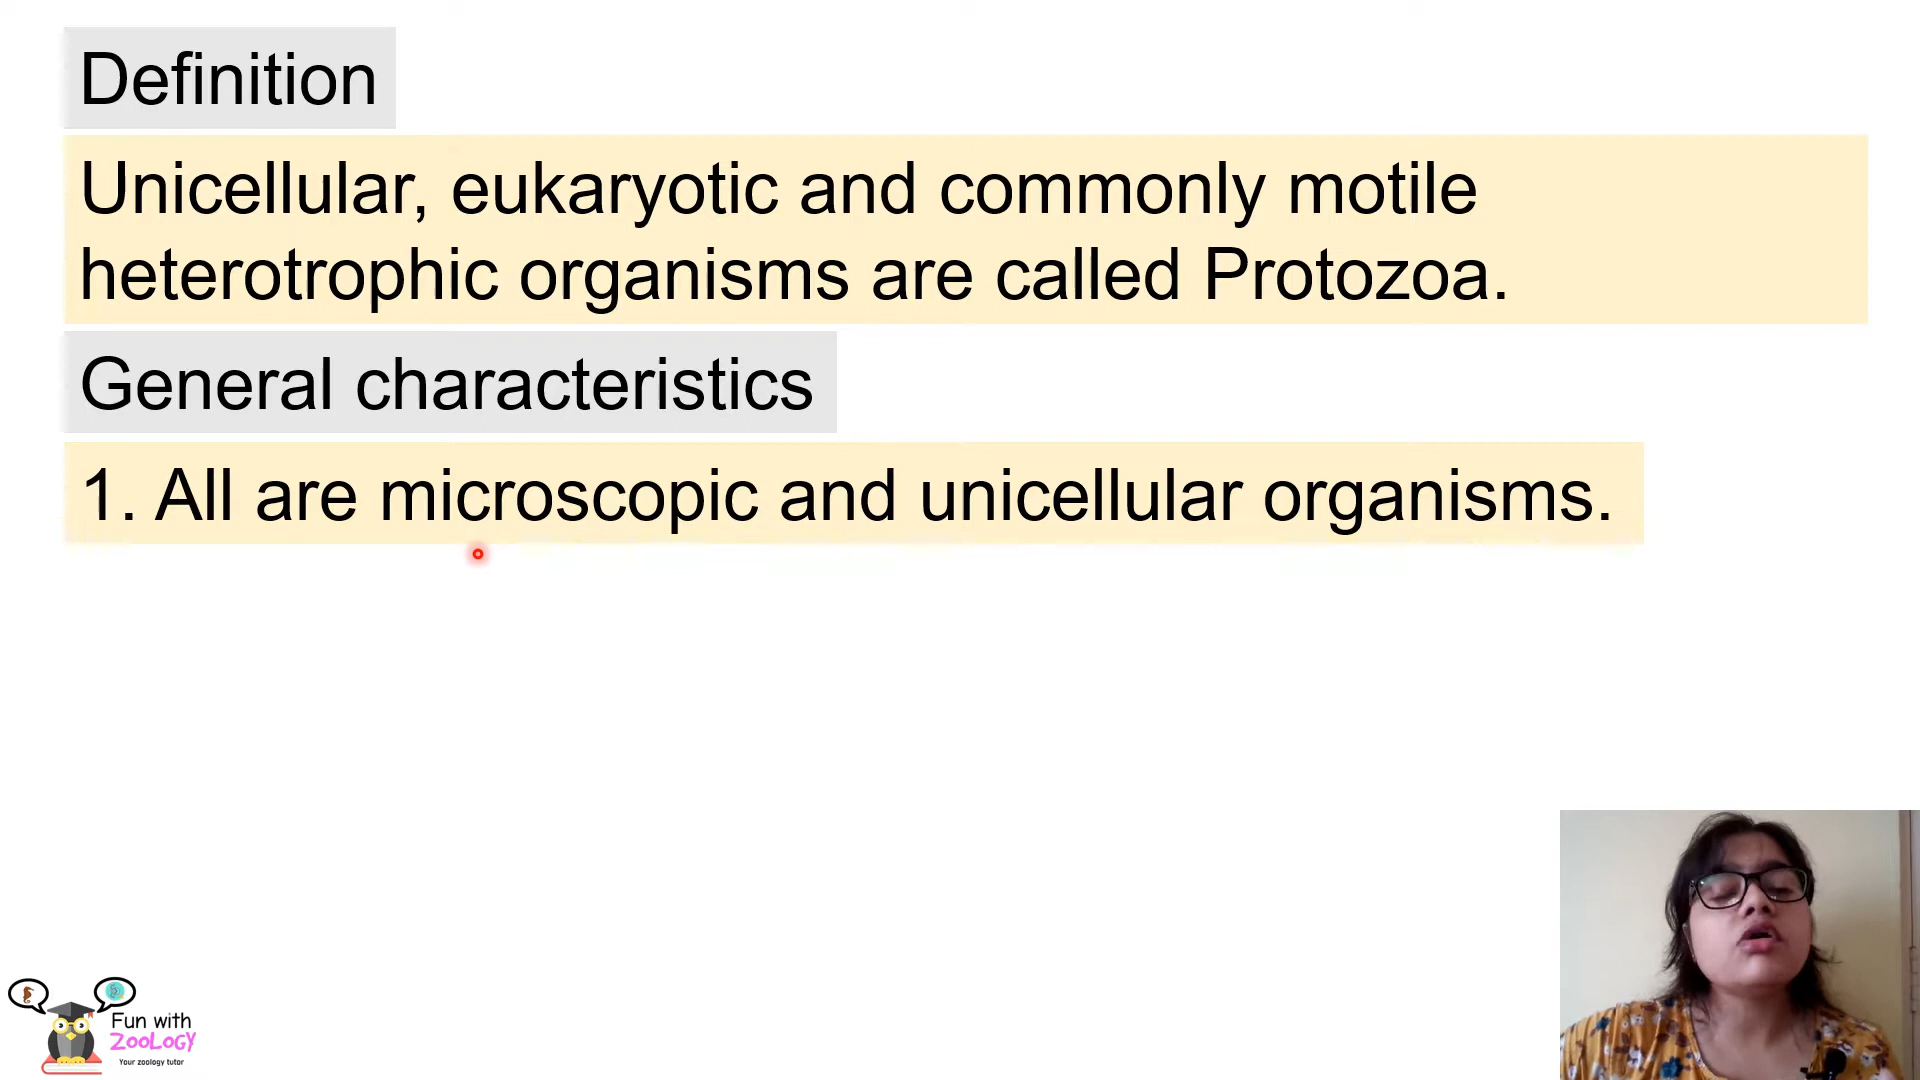 Definition
Unicellular, eukaryotic and commonly motile
heterotrophic organisms are called Protozoa.
General characteristics
1. All are microscopic and unicellular organisms.
Fun with
ZOOLOGY
Your zoology tutor